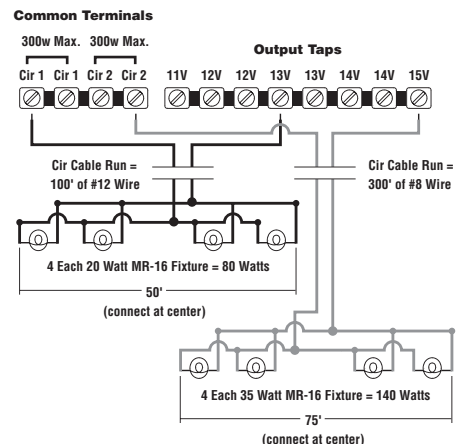 Common Terminals
300w Max. 300w Max.
Cir 1 Cir 1 Cir 2 Cir 2
Output Taps
11V 12V 12V 13V 13V 14V 14V 15V
Cir Cable Run =
100' of #12 Wire
Cir Cable Run =
300' of #8 Wire
4 Each 20 Watt MR-16 Fixture = 80 Watts
50'
(connect at center)
4 Each 35 Watt MR-16 Fixture = 140 Watts
75'
(connect at center)